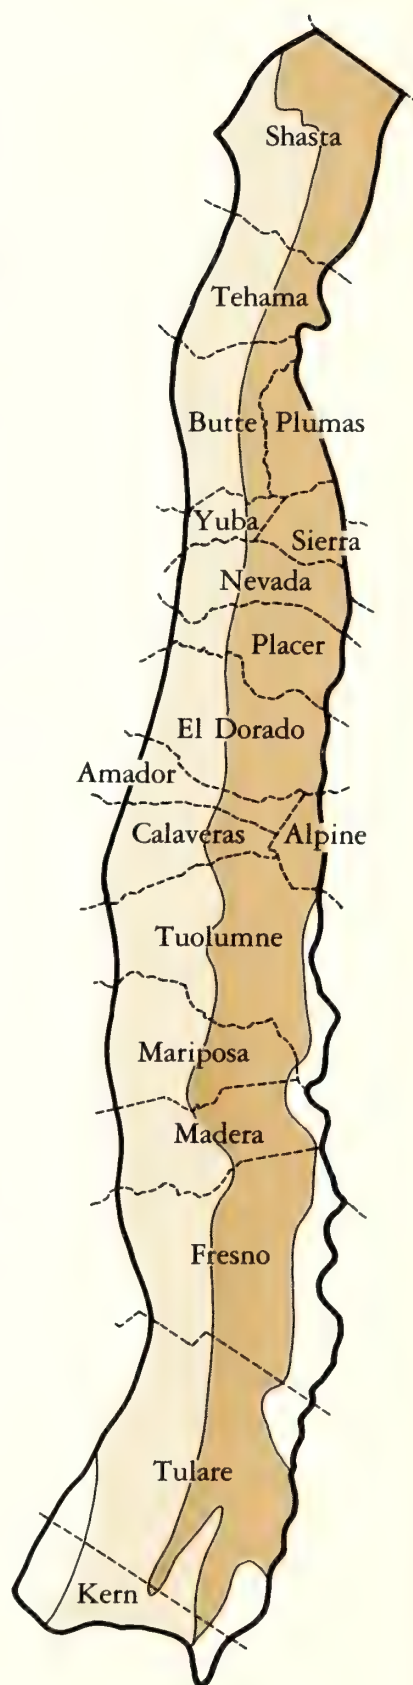 Shasta
Tehama
Butte
Plumas
Yuba
Sierra
Nevada
Placer
El Dorado
Amador
Calaveras
Alpine
Tuolumne
Mariposa
Madera
Fresno
Tulare
Kern